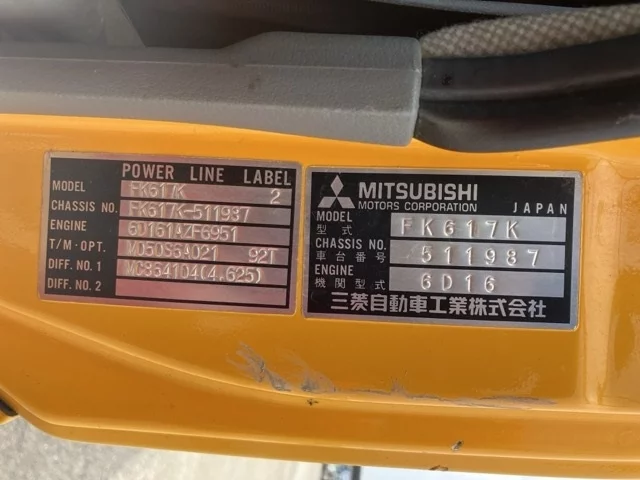 POWER LINE LABEL
MODEL FK617K 2
CHASSIS NO. FK617K-511987
ENGINE 6D161AZF6951
T/M·OPT. MO5DS6A021 92T
DIFF. NO. 1 MC854104(4.625)
DIFF. NO. 2
MITSUBISHI
MOTORS CORPORATION JAPAN
MODEL
型式 FK617K
CHASSIS NO.
車台番号 511987
ENGINE
機関型式 6D16
三菱自動車工業株式会社